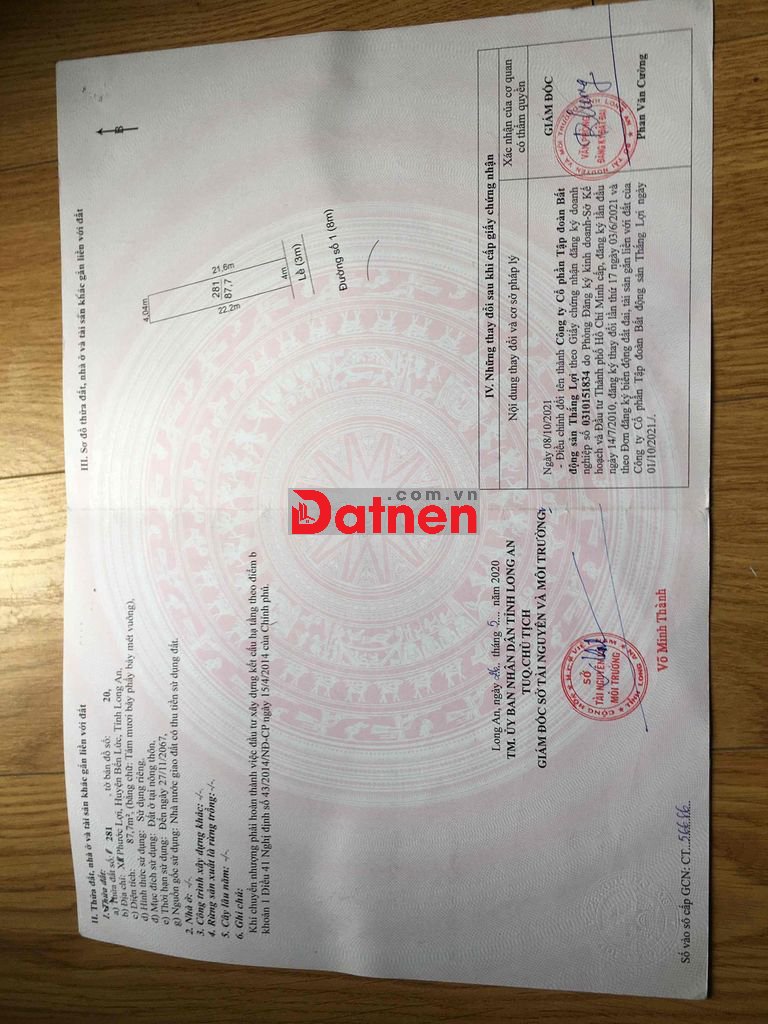 II. Thửa đất, nhà ở và tài sản khác gắn liền với đất
1. Thửa đất:
a) Thửa đất số: 281 , tờ bản đồ số: 20,
b) Địa chỉ: Xã Phước Lợi, Huyện Bến Lức, Tỉnh Long An,
c) Diện tích: 87,7m², (bằng chữ: Tám mươi bảy phẩy bảy mét vuông),
d) Hình thức sử dụng: Sử dụng riêng,
đ) Mục đích sử dụng: Đất ở tại nông thôn,
e) Thời hạn sử dụng: Đến ngày 27/11/2067,
g) Nguồn gốc sử dụng: Nhà nước giao đất có thu tiền sử dụng đất.
2. Nhà ở: -/-
3. Công trình xây dựng khác: -/-
4. Rừng sản xuất là rừng trồng: -/-
5. Cây lâu năm: -/-
6. Ghi chú:
Khi chuyển nhượng phải hoàn thành việc đầu tư xây dựng kết cấu hạ tầng theo điểm b
khoản 1 Điều 41 Nghị định số 43/2014/NĐ-CP ngày 15/4/2014 của Chính phủ.
Long An, ngày ... tháng 5... năm 2020
TM. ỦY BAN NHÂN DÂN TỈNH LONG AN
TUQ.CHỦ TỊCH
GIÁM ĐỐC SỞ TÀI NGUYÊN VÀ MÔI TRƯỜNG
SỞ
TÀI NGUYÊN VÀ
MÔI TRƯỜNG
Võ Minh Thành
Số vào sổ cấp GCN: CT
III. Sơ đồ thửa đất, nhà ở và tài sản khác gắn liền với đất
B
4,04m
21,6m
281
87,7
22,2m
4m
Lề (3m)
Đường số 1 (8m)
IV. Những thay đổi sau khi cấp giấy chứng nhận
Nội dung thay đổi và cơ sở pháp lý
Xác nhận của cơ quan
có thẩm quyền
Ngày 08/10/2021
- Điều chỉnh đổi tên thành Công ty Cổ phần Tập đoàn Bất
động sản Thắng Lợi theo Giấy chứng nhận đăng ký doanh
nghiệp số 0310151834 do Phòng Đăng ký kinh doanh-Sở Kế
hoạch và Đầu tư Thành phố Hồ Chí Minh cấp, đăng ký lần đầu
ngày 14/7/2010, đăng ký thay đổi lần thứ 17 ngày 03/6/2021 và
theo Đơn đăng ký biến động đất đai, tài sản gắn liền với đất của
Công ty Cổ phần Tập đoàn Bất động sản Thắng Lợi ngày
01/10/2021./.
GIÁM ĐỐC
VĂN PHÒNG
ĐĂNG KÝ ĐẤT ĐAI
Phan Văn Cường
Datnen
.com.vn